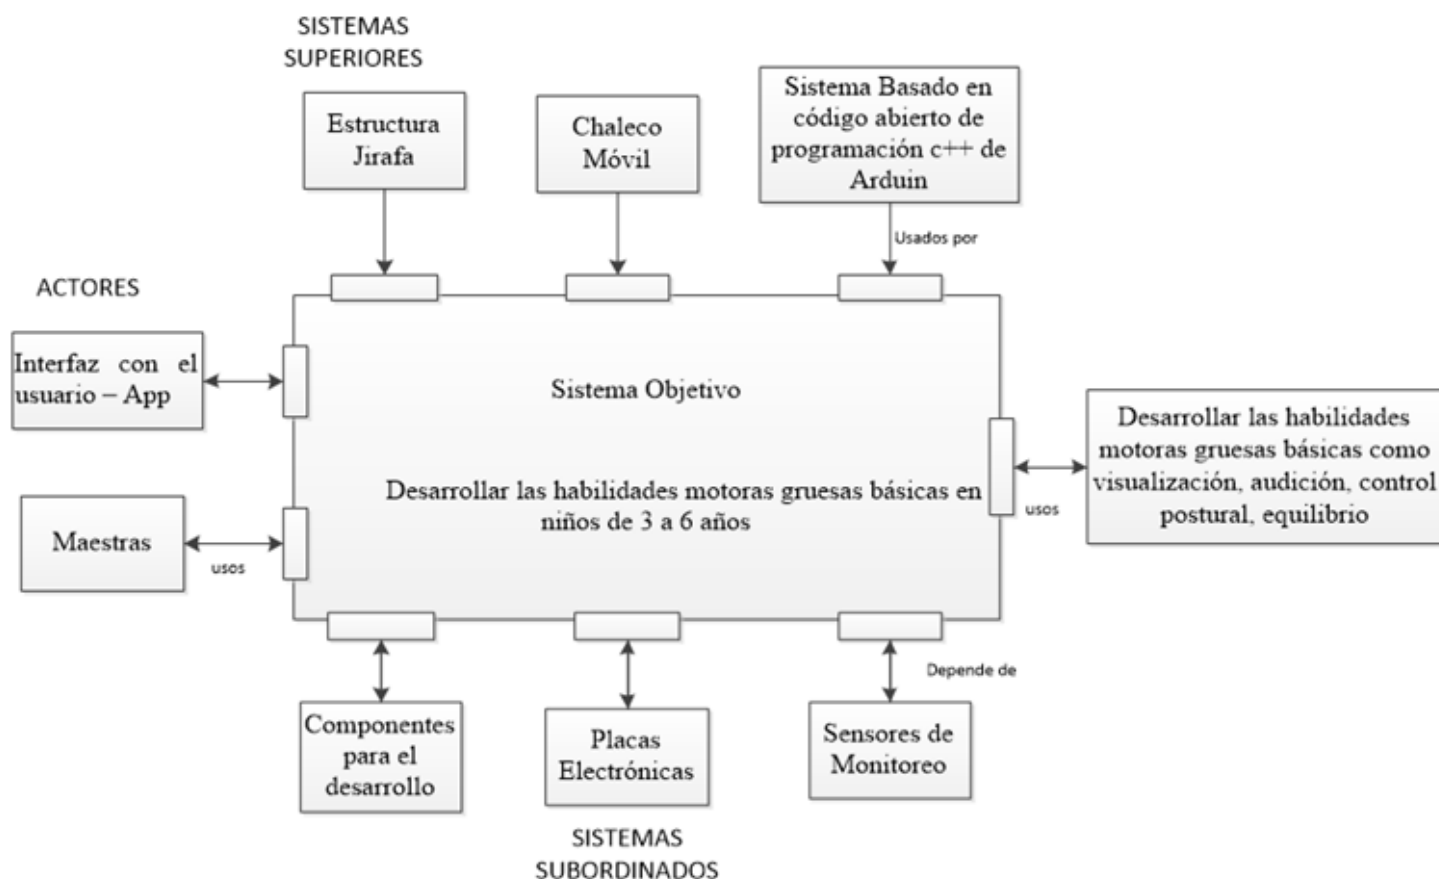 SISTEMAS
SUPERIORES
Estructura
Jirafa
Chaleco
Móvil
Sistema Basado en
código abierto de
programación c++ de
Arduin
Usados por
ACTORES
Interfaz con el
usuario – App
Sistema Objetivo
Desarrollar las habilidades motoras gruesas básicas en
niños de 3 a 6 años
Maestras
usos
usos
Desarrollar las habilidades
motoras gruesas básicas como
visualización, audición, control
postural, equilibrio
Depende de
Componentes
para el
desarrollo
Placas
Electrónicas
Sensores de
Monitoreo
SISTEMAS
SUBORDINADOS